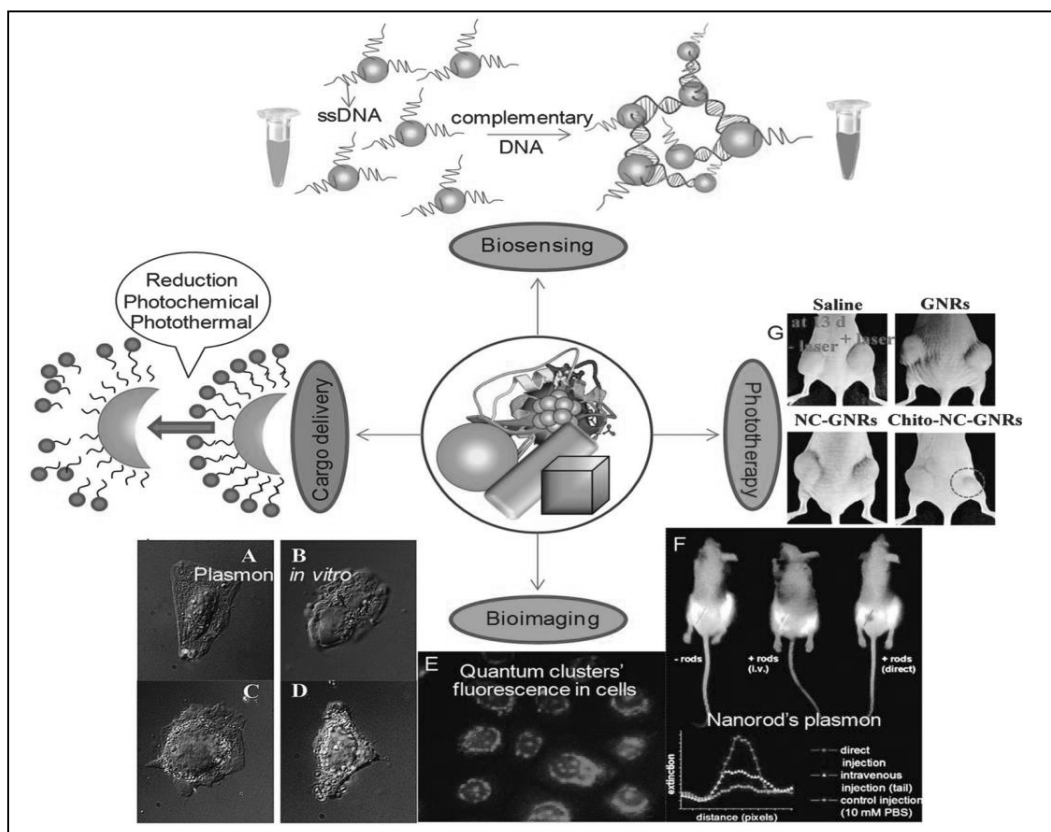 ssDNA
complementary
DNA
Biosensing
Reduction
Photochemical
Photothermal
Cargo delivery
Phototherapy
G
Saline
GNRs
at 13 d
- laser
+ laser
NC-GNRs
Chito-NC-GNRs
A
Plasmon
B
in vitro
C
D
Bioimaging
E
Quantum clusters'
fluorescence in cells
F
- rods
+ rods
(i.v.)
+ rods
(direct)
Nanorod's plasmon
extinction
distance (pixels)
direct
injection
intravenous
injection (tail)
control injection
(10 mM PBS)